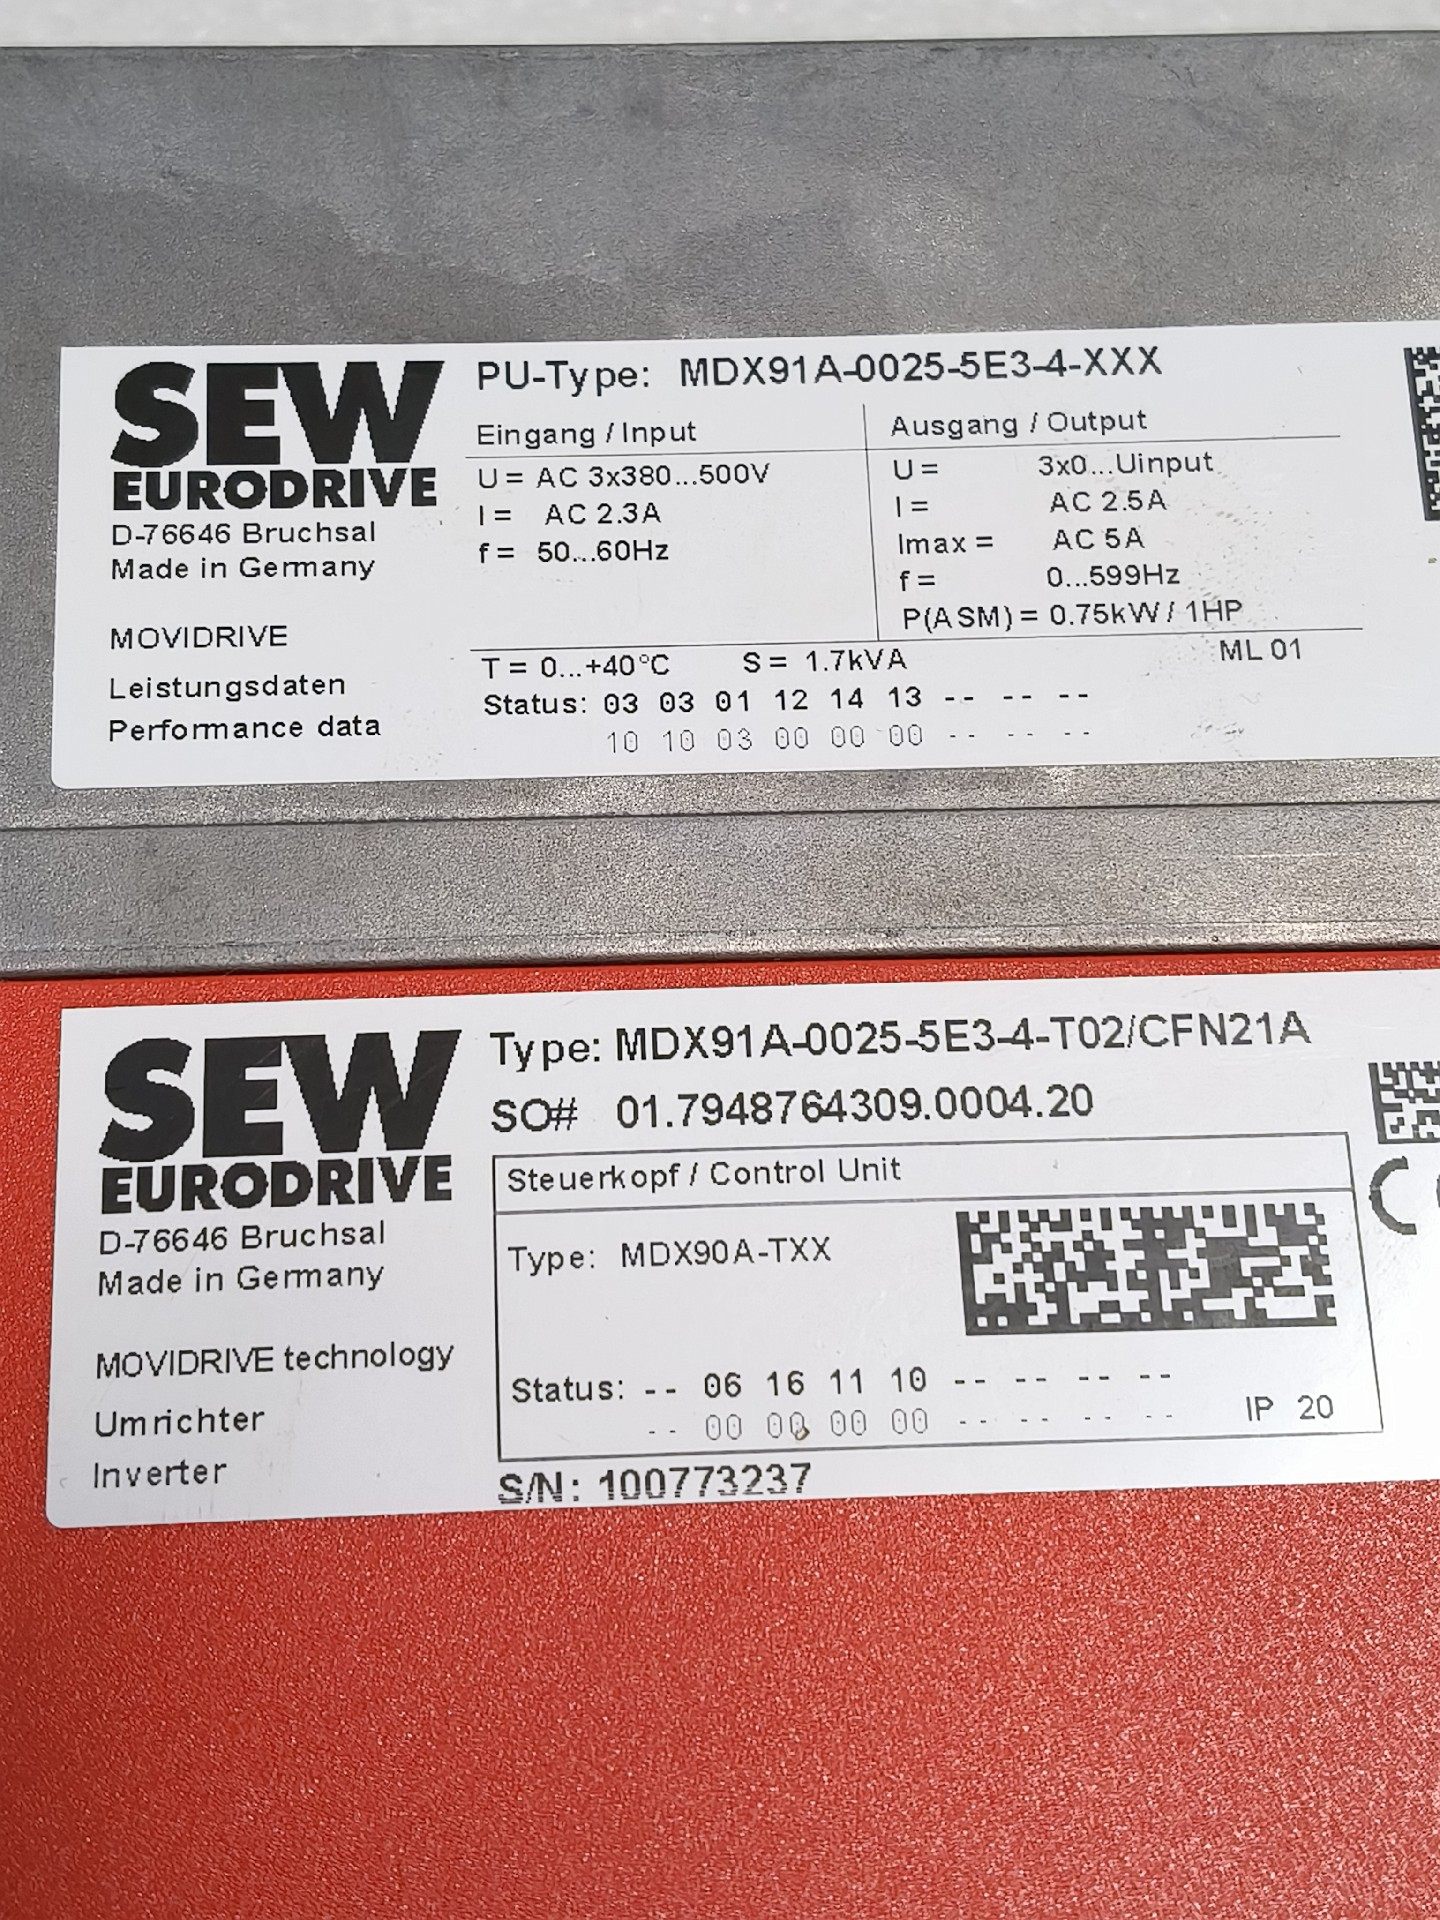 SEW
EURODRIVE
D-76646 Bruchsal
Made in Germany
MOVIDRIVE
Leistungsdaten
Performance data
PU-Type: MDX91A-0025-5E3-4-XXX
Eingang / Input
U = AC 3x380...500V
I = AC 2.3A
f = 50...60Hz
Ausgang / Output
U = 3x0...Uinput
I = AC 2.5A
Imax = AC 5A
f = 0...599Hz
P(ASM) = 0.75kW / 1HP
T = 0...+40°C S = 1.7kVA ML 01
Status: 03 03 01 12 14 13 -- -- --
10 10 03 00 00 00 -- -- --
SEW
EURODRIVE
D-76646 Bruchsal
Made in Germany
MOVIDRIVE technology
Umrichter
Inverter
Type: MDX91A-0025-5E3-4-T02/CFN21A
SO# 01.7948764309.0004.20
Steuerkopf / Control Unit
Type: MDX90A-TXX
Status: -- 06 16 11 10 -- -- -- --
-- 00 00 00 00 -- -- -- --
IP 20
S/N: 100773237